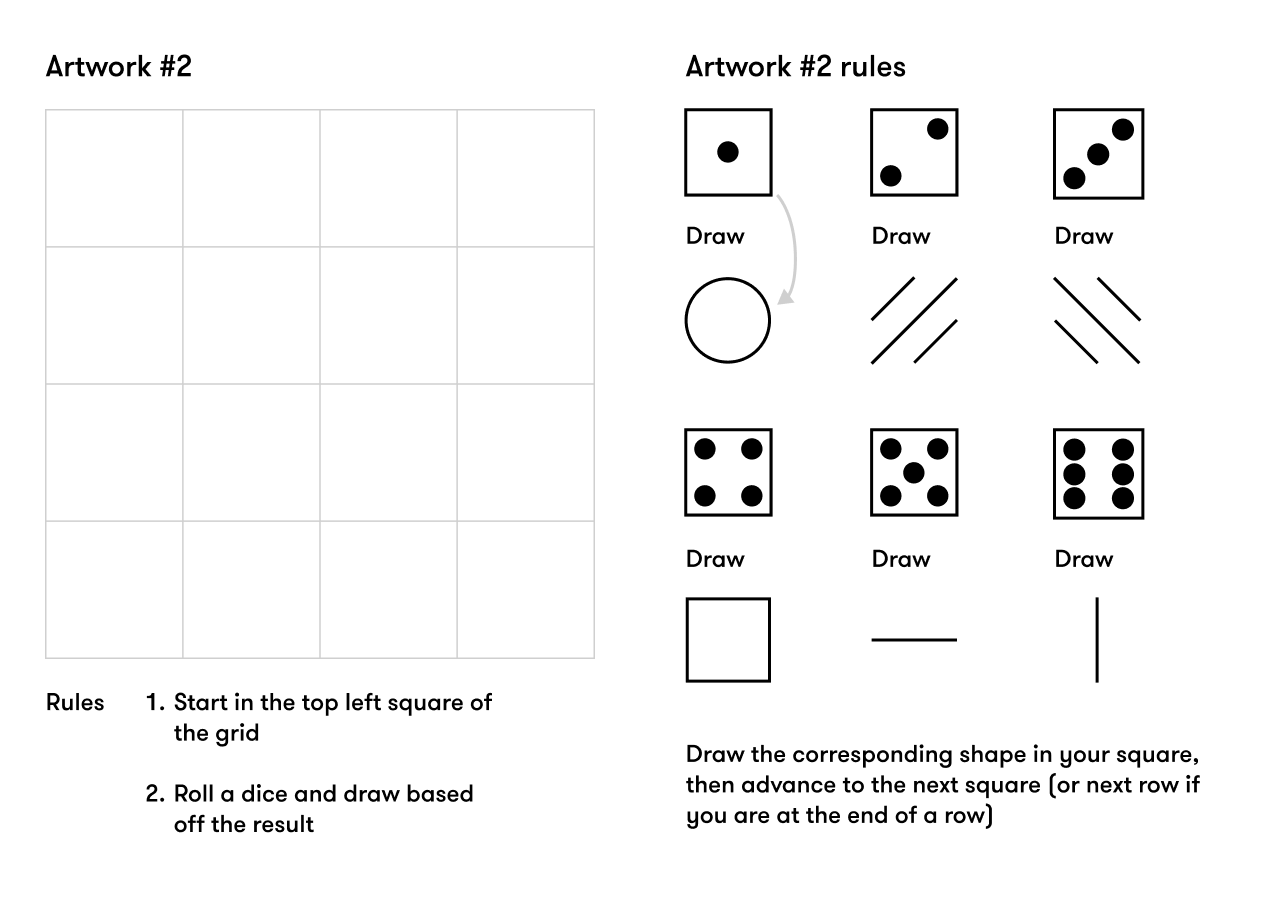 Artwork #2
Rules
1. Start in the top left square of
the grid
2. Roll a dice and draw based
off the result
Artwork #2 rules
Draw
Draw
Draw
Draw
Draw
Draw
Draw the corresponding shape in your square,
then advance to the next square (or next row if
you are at the end of a row)